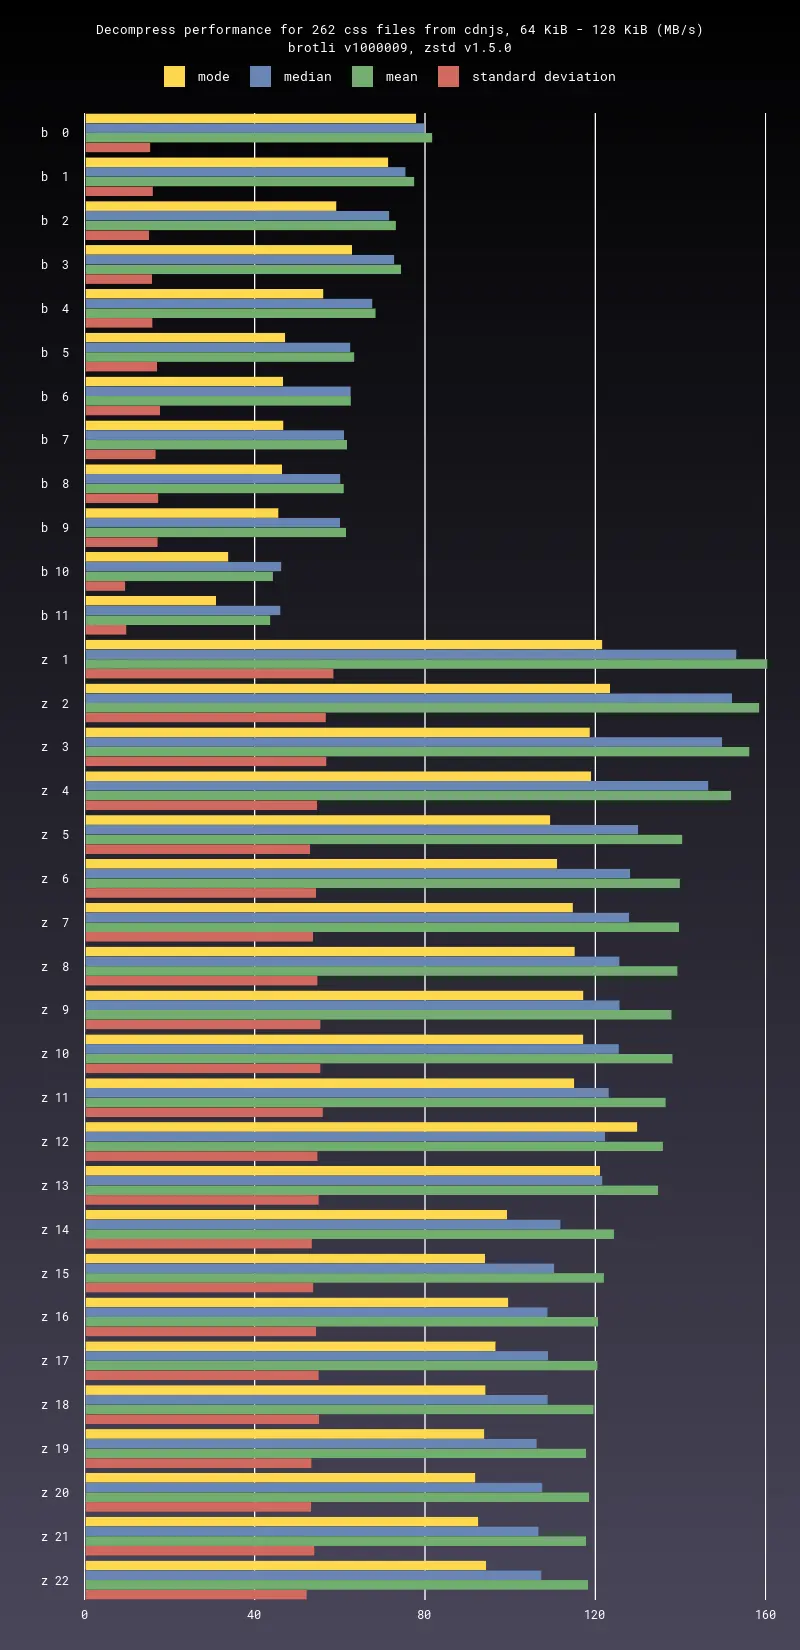 Decompress performance for 262 css files from cdnjs, 64 KiB - 128 KiB (MB/s)
brotli v1000009, zstd v1.5.0
mode median mean standard deviation
b 0
b 1
b 2
b 3
b 4
b 5
b 6
b 7
b 8
b 9
b 10
b 11
z 1
z 2
z 3
z 4
z 5
z 6
z 7
z 8
z 9
z 10
z 11
z 12
z 13
z 14
z 15
z 16
z 17
z 18
z 19
z 20
z 21
z 22
0 40 80 120 160